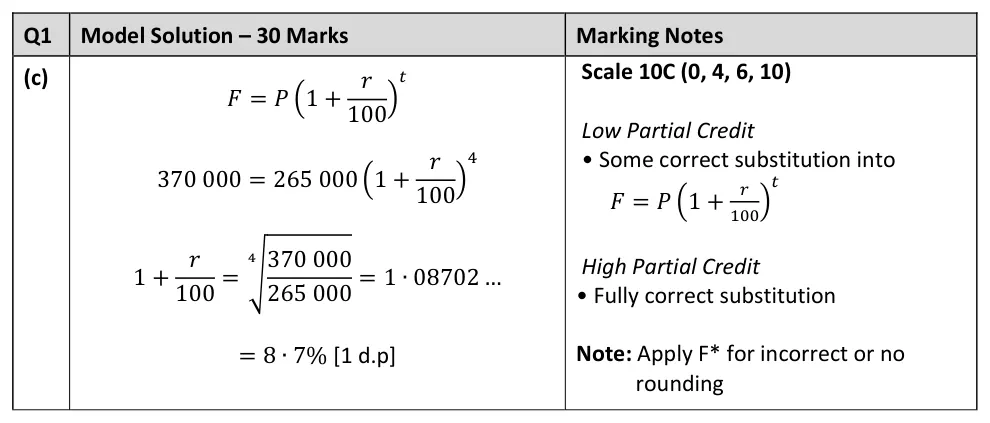 Q1 Model Solution – 30 Marks Marking Notes
(c)
F = P(1 + r/100)^t
370 000 = 265 000(1 + r/100)^4
1 + r/100 = ∜(370 000/265 000) = 1 · 08702 …
= 8 · 7% [1 d.p]
Scale 10C (0, 4, 6, 10)
Low Partial Credit
• Some correct substitution into
F = P(1 + r/100)^t
High Partial Credit
• Fully correct substitution
Note: Apply F* for incorrect or no
rounding